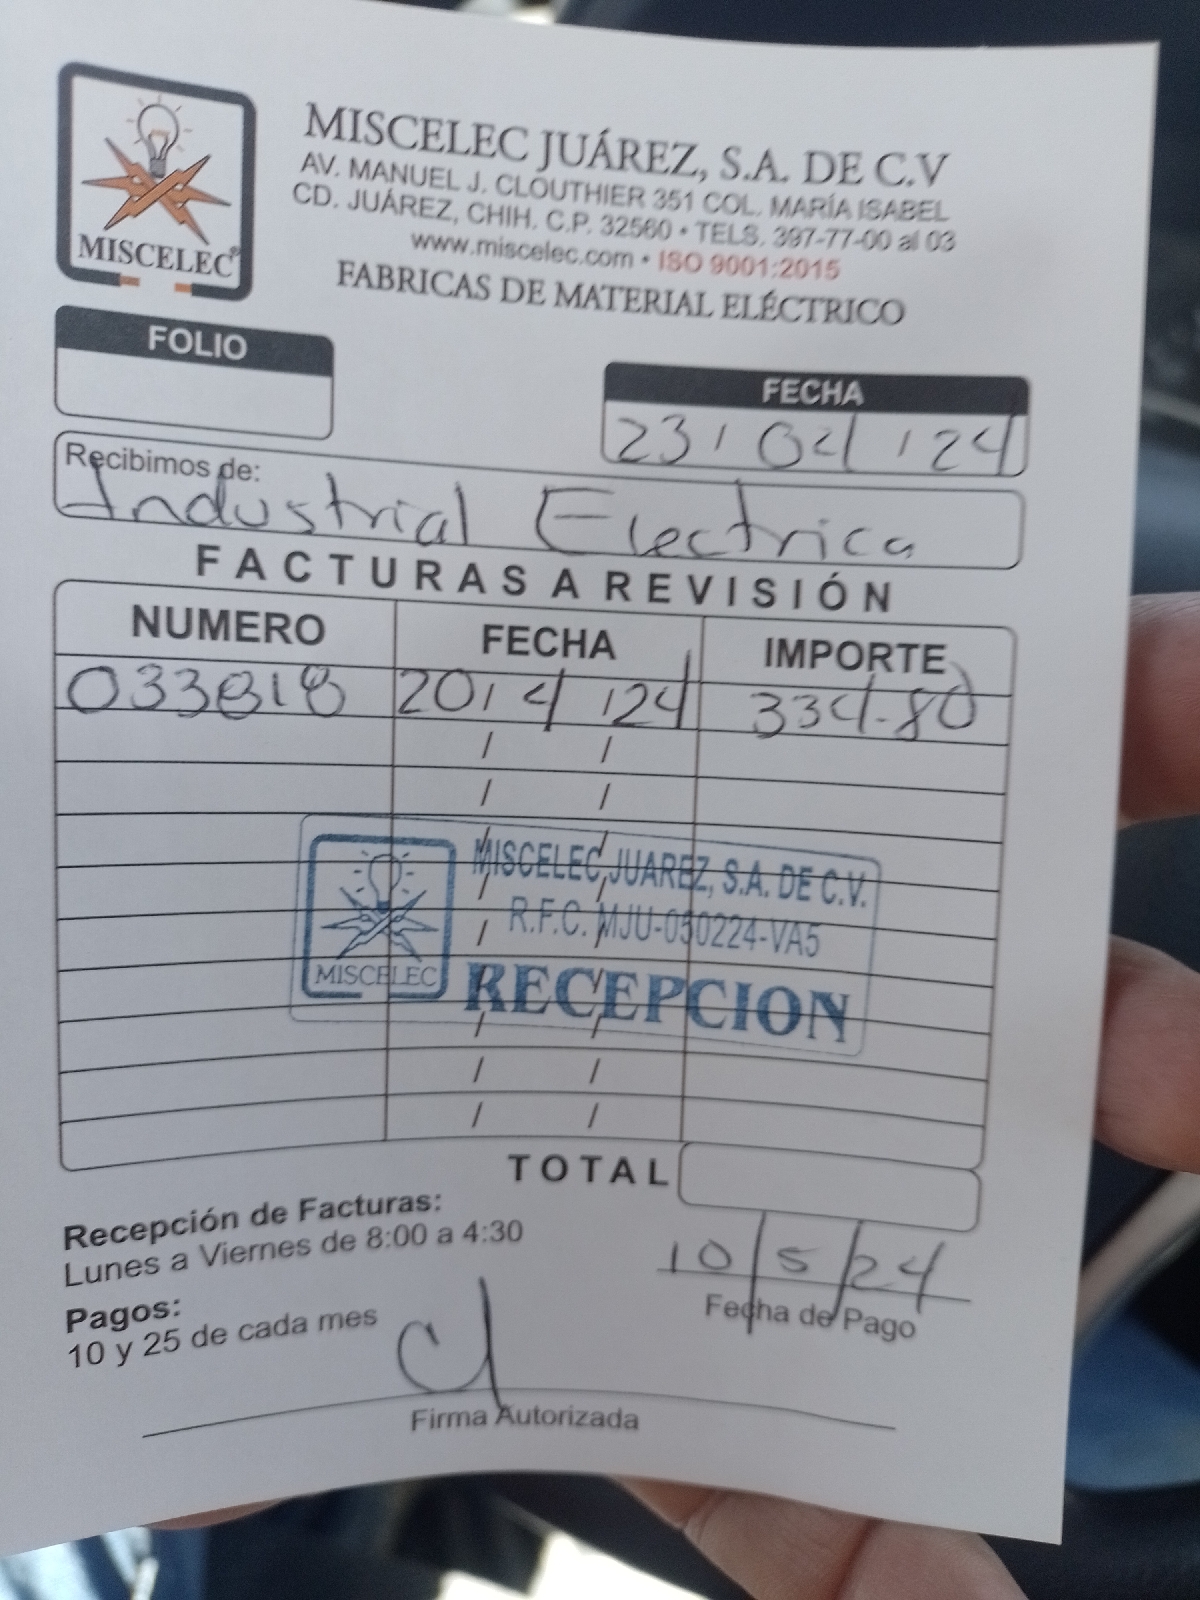 MISCELEC®
MISCELEC JUÁREZ, S.A. DE C.V
AV. MANUEL J. CLOUTHIER 351 COL. MARÍA ISABEL
CD. JUÁREZ, CHIH. C.P. 32560 • TELS. 397-77-00 al 03
www.miscelec.com • ISO 9001:2015
FABRICAS DE MATERIAL ELÉCTRICO
FOLIO
FECHA
23/04/24
Recibimos de:
Industrial Electrica
FACTURAS A REVISIÓN
NUMERO FECHA IMPORTE
033818 20/4/24 334.80
/ /
/ /
MISCELEC JUAREZ, S.A. DE C.V.
R.F.C. MJU-050224-VA5
MISCELEC
RECEPCION
/ /
/ /
TOTAL
Recepción de Facturas:
Lunes a Viernes de 8:00 a 4:30
10/5/24
Fecha de Pago
Pagos:
10 y 25 de cada mes
Firma Autorizada